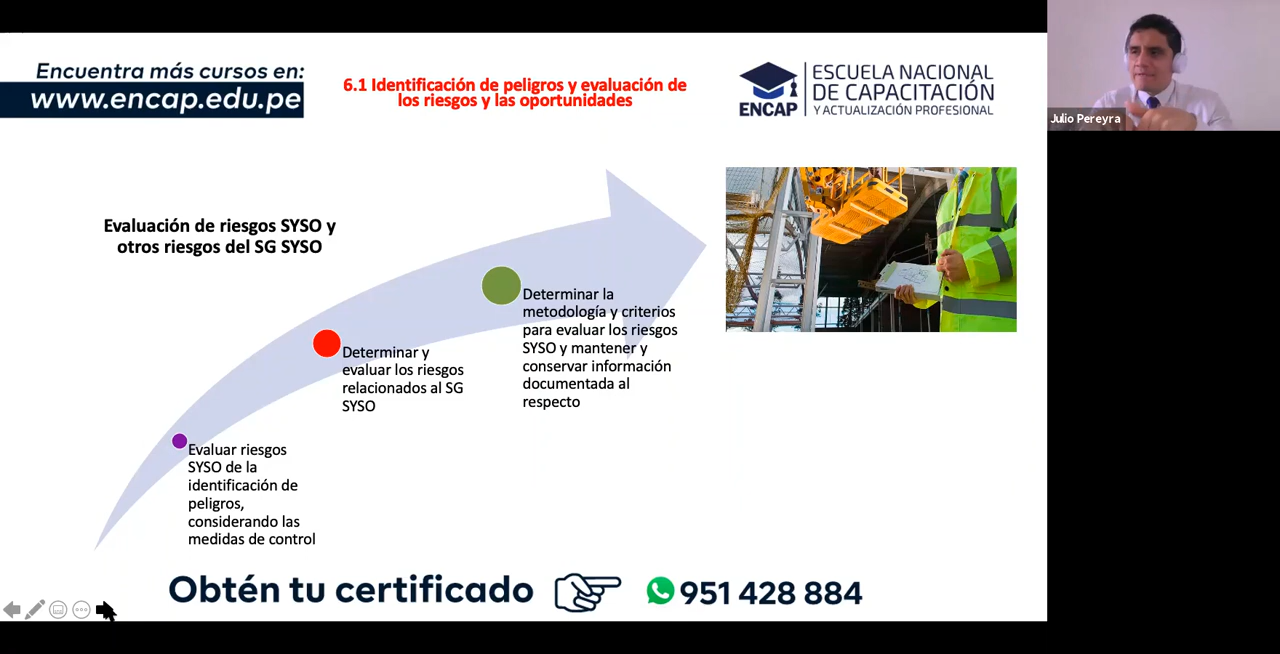 Encuentra más cursos en:
www.encap.edu.pe
6.1 Identificación de peligros y evaluación de
los riesgos y las oportunidades
ENCAP
ESCUELA NACIONAL
DE CAPACITACIÓN
Y ACTUALIZACIÓN PROFESIONAL
Julio Pereyra
Evaluación de riesgos SYSO y
otros riesgos del SG SYSO
Determinar la
metodología y criterios
para evaluar los riesgos
SYSO y mantener y
conservar información
documentada al
respecto
Determinar y
evaluar los riesgos
relacionados al SG
SYSO
Evaluar riesgos
SYSO de la
identificación de
peligros,
considerando las
medidas de control
Obtén tu certificado
951 428 884